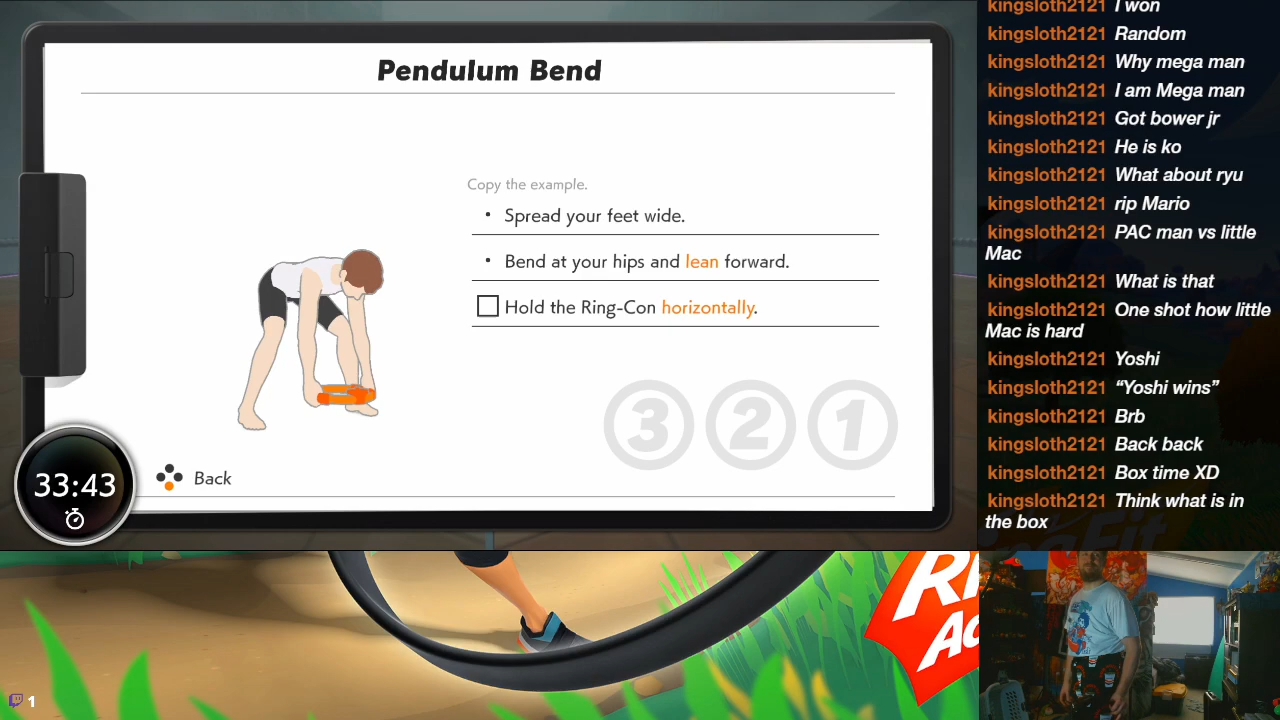 Pendulum Bend
Copy the example.
• Spread your feet wide.
• Bend at your hips and lean forward.
Hold the Ring-Con horizontally.
3 2 1
33:43
Back
kingsloth2121 I won
kingsloth2121 Random
kingsloth2121 Why mega man
kingsloth2121 I am Mega man
kingsloth2121 Got bower jr
kingsloth2121 He is ko
kingsloth2121 What about ryu
kingsloth2121 rip Mario
kingsloth2121 PAC man vs little
Mac
kingsloth2121 What is that
kingsloth2121 One shot how little
Mac is hard
kingsloth2121 Yoshi
kingsloth2121 “Yoshi wins”
kingsloth2121 Brb
kingsloth2121 Back back
kingsloth2121 Box time XD
kingsloth2121 Think what is in
the box
1